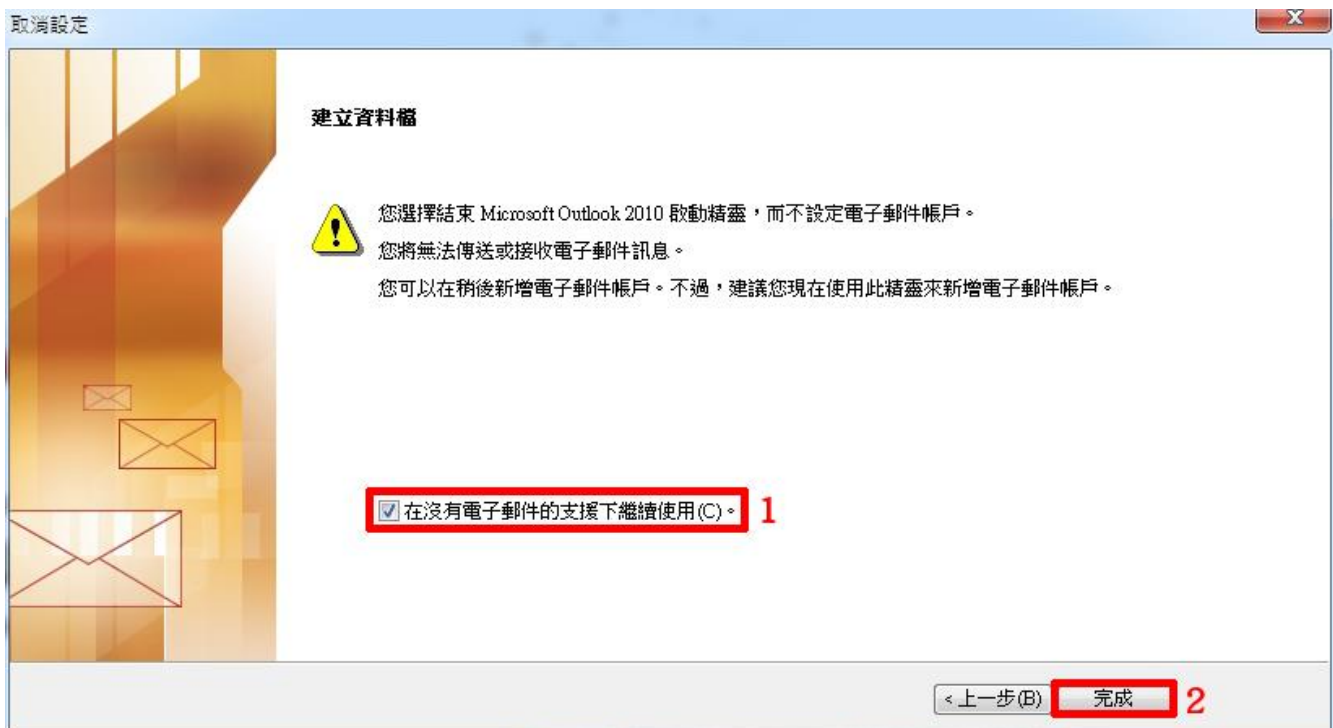 取消設定
建立資料檔
您選擇結束 Microsoft Outlook 2010 啟動精靈，而不設定電子郵件帳戶。
您將無法傳送或接收電子郵件訊息。
您可以在稍後新增電子郵件帳戶。不過，建議您現在使用此精靈來新增電子郵件帳戶。
在沒有電子郵件的支援下繼續使用(C)。 1
<上一步(B) 完成 2